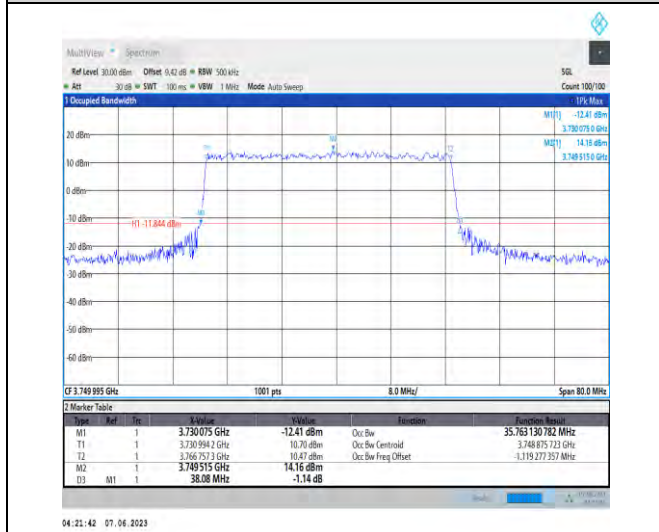 MultiView Spectrum
Ref Level 30.00 dBm Offset 9.42 dB RBW 500 kHz SGL
Att 30 dB SWT 100 ms VBW 1 MHz Mode Auto Sweep Count 100/100
1 Occupied Bandwidth 1Pk Max
M1[1] -12.41 dBm
3.730 075 0 GHz
M2[1] 14.16 dBm
3.749 515 0 GHz
20 dBm
T1 M2 T2
10 dBm
0 dBm
-10 dBm
H1 -11.844 dBm
-20 dBm
-30 dBm
-40 dBm
-50 dBm
-60 dBm
CF 3.749 995 GHz 1001 pts 8.0 MHz/ Span 80.0 MHz
2 Marker Table
Type Ref Trc X-Value Y-Value Function Function Result
M1 1 3.730075 GHz -12.41 dBm Occ Bw 35.763 130 782 MHz
T1 1 3.730 994 2 GHz 10.70 dBm Occ Bw Centroid 3.748 875 723 GHz
T2 1 3.766 757 3 GHz 10.47 dBm Occ Bw Freq Offset -1.119 277 357 MHz
M2 1 3.749515 GHz 14.16 dBm
D3 M1 1 38.08 MHz -1.14 dB
04:21:42 07.06.2023